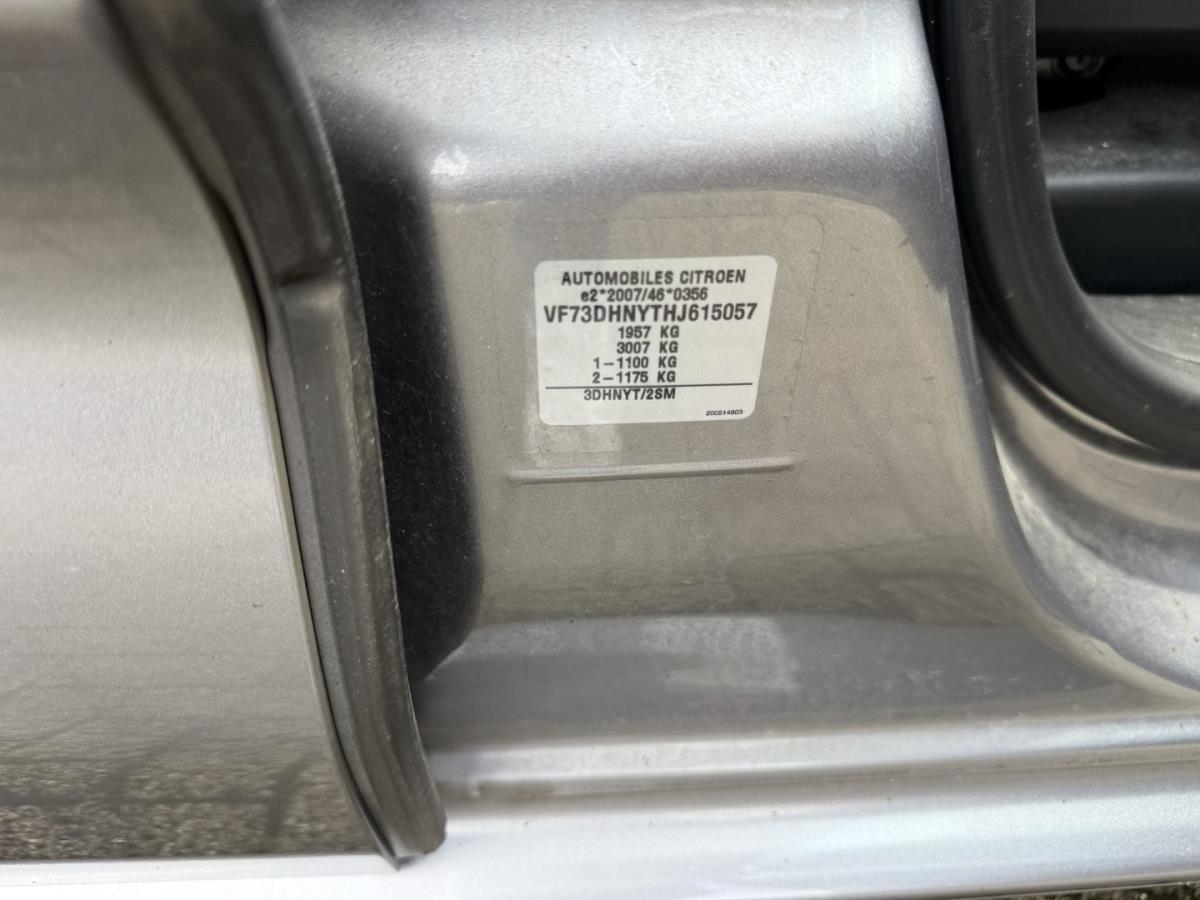 AUTOMOBILES CITROEN
e2*2007/46*0356
VF73DHNYTHJ615057
1957 KG
3007 KG
1-1100 KG
2-1175 KG
3DHNYT/2SM
200514803